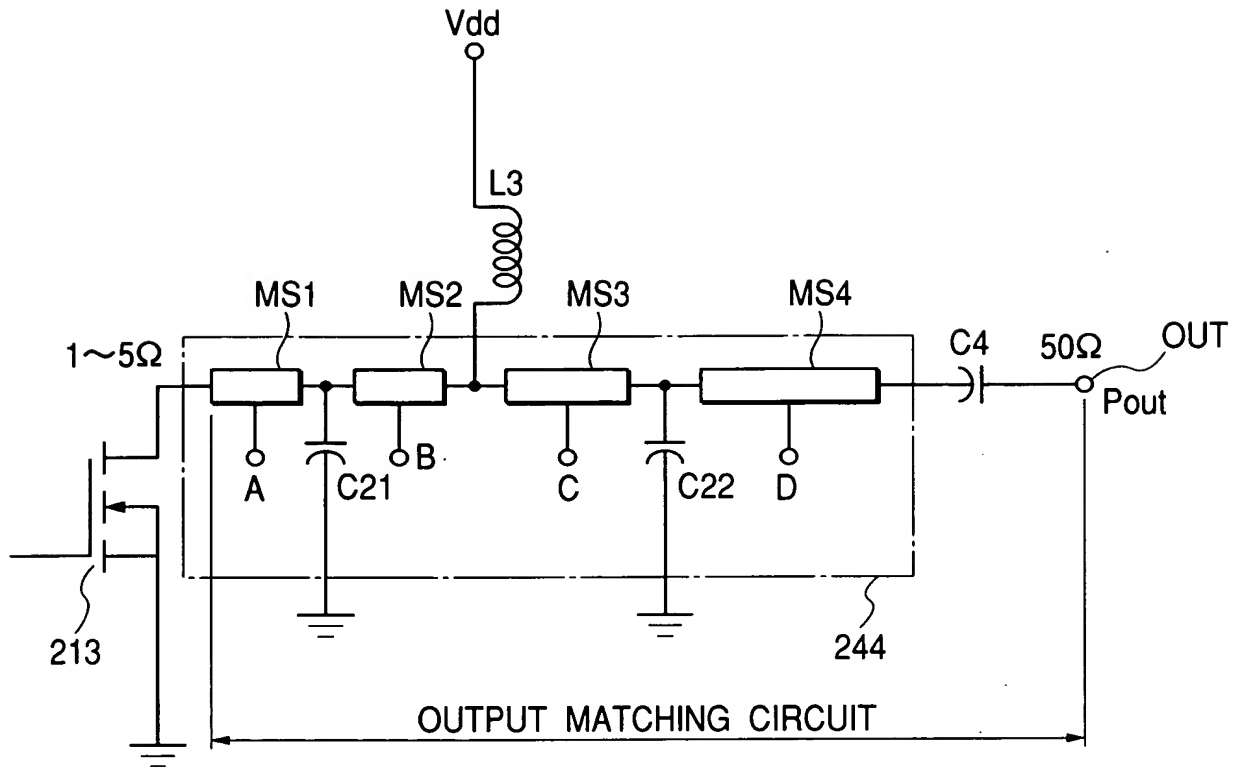 Vdd
L3
MS1
MS2
MS3
MS4
1~5Ω
C4
50Ω
OUT
Pout
A
C21
B
C
C22
D
213
244
OUTPUT MATCHING CIRCUIT